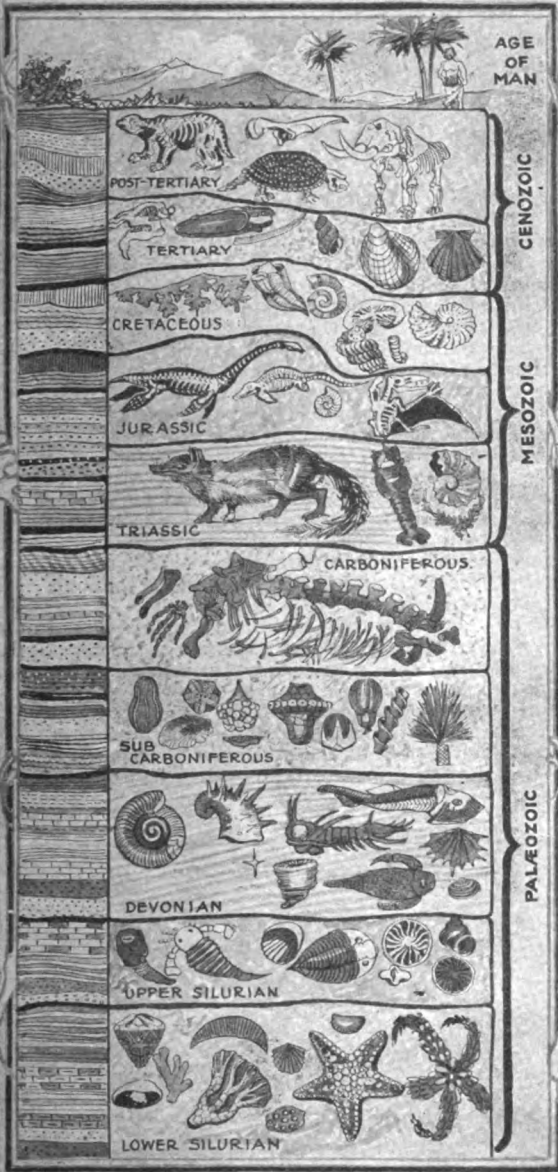 AGE
OF
MAN
POST-TERTIARY
CENOZOIC
TERTIARY
CRETACEOUS
JURASSIC
MESOZOIC
TRIASSIC
CARBONIFEROUS.
SUB
CARBONIFEROUS
PALÆOZOIC
DEVONIAN
UPPER SILURIAN
LOWER SILURIAN